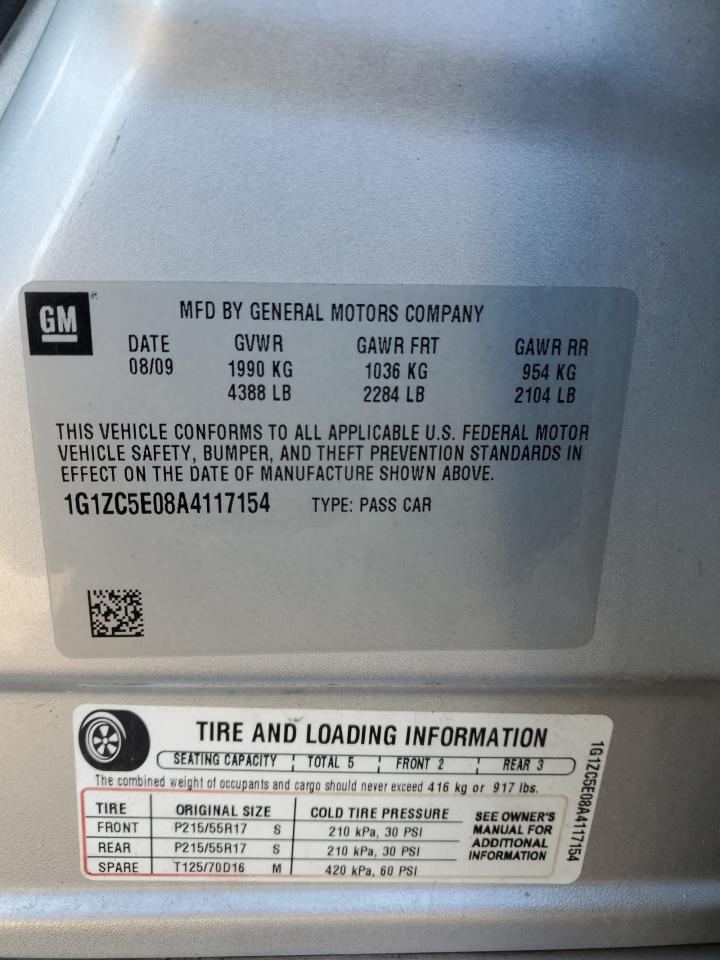 GM
MFD BY GENERAL MOTORS COMPANY
DATE GVWR GAWR FRT GAWR RR
08/09 1990 KG 1036 KG 954 KG
4388 LB 2284 LB 2104 LB
THIS VEHICLE CONFORMS TO ALL APPLICABLE U.S. FEDERAL MOTOR
VEHICLE SAFETY, BUMPER, AND THEFT PREVENTION STANDARDS IN
EFFECT ON THE DATE OF MANUFACTURE SHOWN ABOVE.
1G1ZC5E08A4117154 TYPE: PASS CAR
TIRE AND LOADING INFORMATION
SEATING CAPACITY TOTAL 5 FRONT 2 REAR 3
The combined weight of occupants and cargo should never exceed 416 kg or 917 lbs.
TIRE ORIGINAL SIZE COLD TIRE PRESSURE
FRONT P215/55R17 S 210 kPa, 30 PSI
REAR P215/55R17 S 210 kPa, 30 PSI
SPARE T125/70D16 M 420 kPa, 60 PSI
SEE OWNER'S
MANUAL FOR
ADDITIONAL
INFORMATION
1G1ZC5E08A4117154